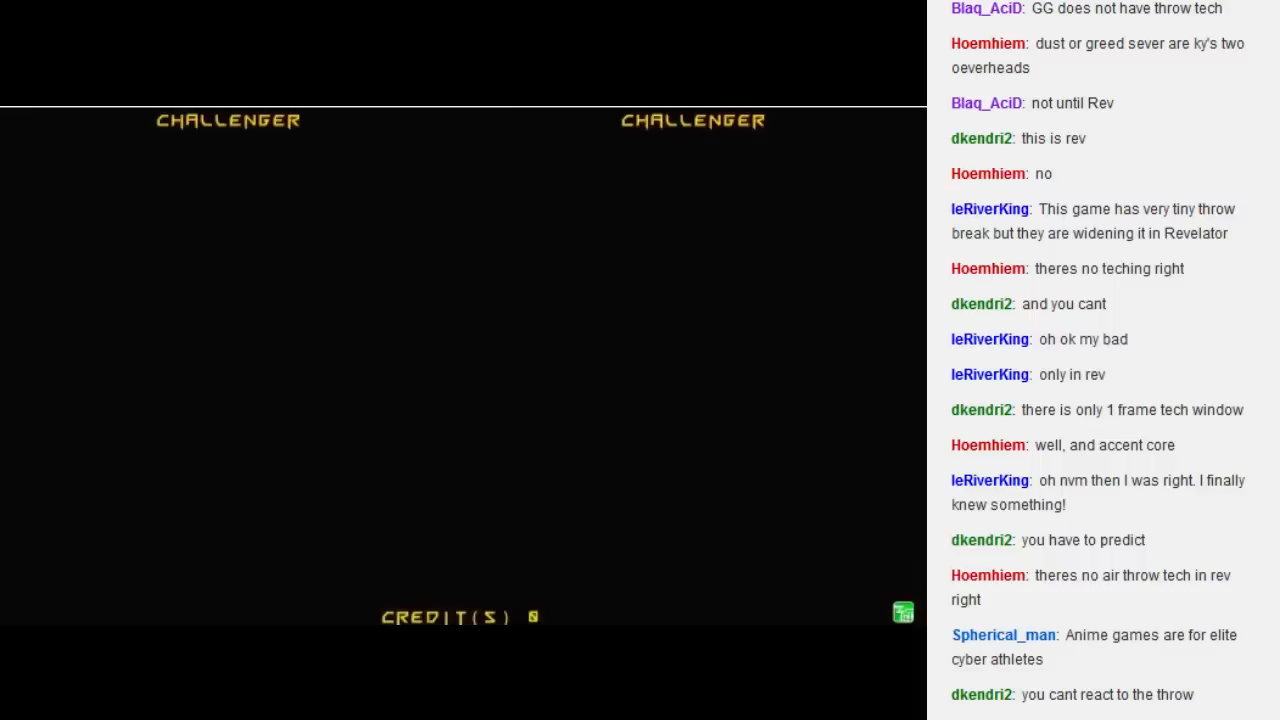 CHALLENGER
CHALLENGER
CREDIT(S) 0
Blaq_AciD: GG does not have throw tech
Hoemhiem: dust or greed sever are ky's two
oeverheads
Blaq_AciD: not until Rev
dkendri2: this is rev
Hoemhiem: no
leRiverKing: This game has very tiny throw
break but they are widening it in Revelator
Hoemhiem: theres no teching right
dkendri2: and you cant
leRiverKing: oh ok my bad
leRiverKing: only in rev
dkendri2: there is only 1 frame tech window
Hoemhiem: well, and accent core
leRiverKing: oh nvm then I was right. I finally
knew something!
dkendri2: you have to predict
Hoemhiem: theres no air throw tech in rev
right
Spherical_man: Anime games are for elite
cyber athletes
dkendri2: you cant react to the throw